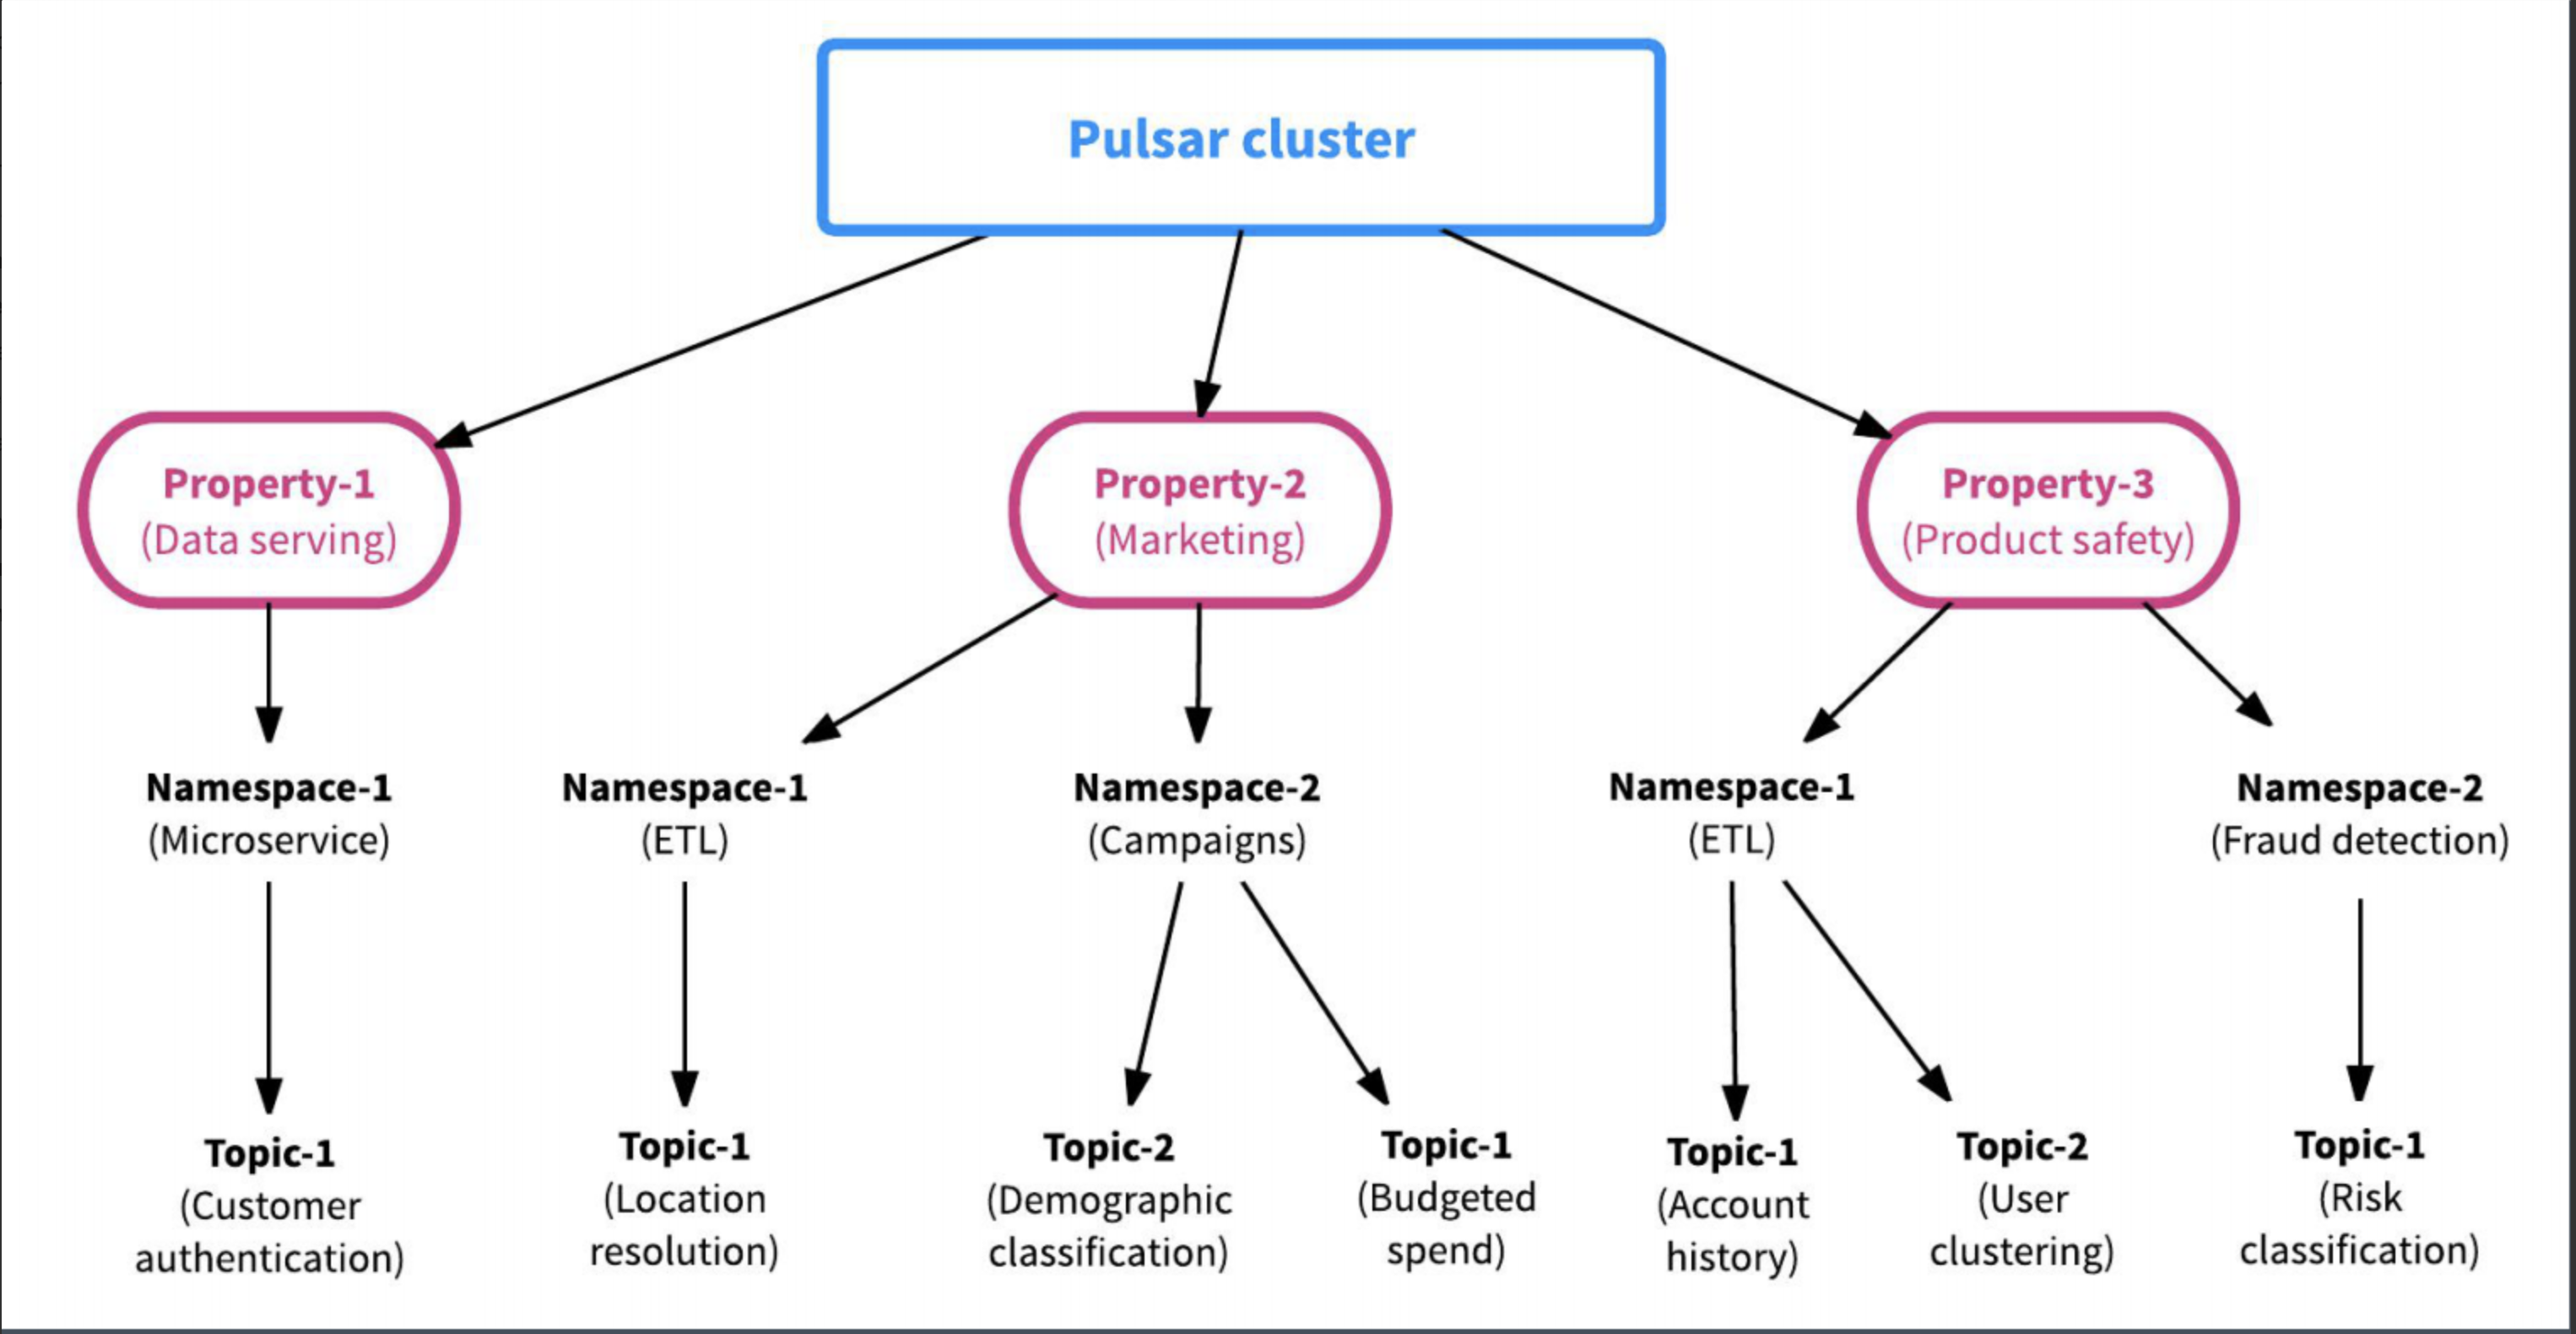 Pulsar cluster
Property-1
(Data serving)
Property-2
(Marketing)
Property-3
(Product safety)
Namespace-1
(Microservice)
Namespace-1
(ETL)
Namespace-2
(Campaigns)
Namespace-1
(ETL)
Namespace-2
(Fraud detection)
Topic-1
(Customer
authentication)
Topic-1
(Location
resolution)
Topic-2
(Demographic
classification)
Topic-1
(Budgeted
spend)
Topic-1
(Account
history)
Topic-2
(User
clustering)
Topic-1
(Risk
classification)